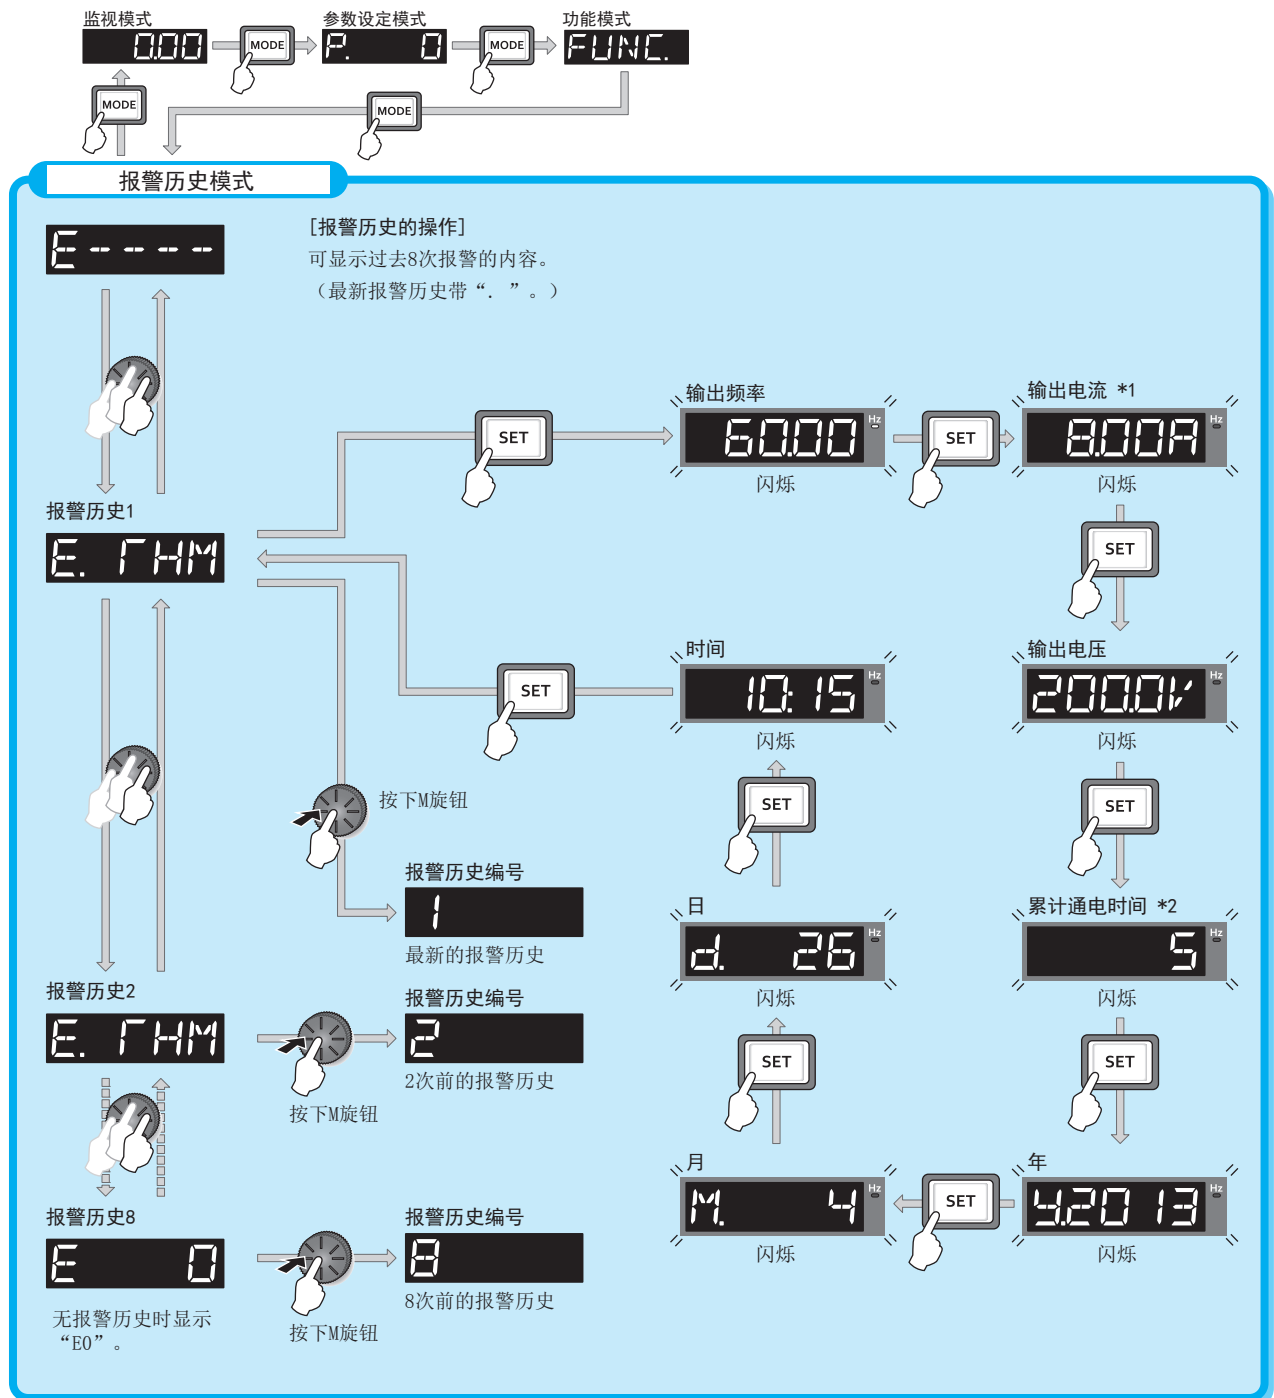 监视模式
参数设定模式
功能模式
0.00
MODE
P. 0
MODE
FUNC.
MODE
MODE
报警历史模式
E----
[报警历史的操作]
可显示过去8次报警的内容。
（最新报警历史带“. ”。）
输出频率
输出电流 *1
SET
60.00
Hz
SET
8.00A
Hz
闪烁
闪烁
报警历史1
E. THM
SET
时间
输出电压
SET
10:15
Hz
200.0V
Hz
闪烁
闪烁
按下M旋钮
SET
SET
报警历史编号
1
最新的报警历史
日
累计通电时间 *2
d. 26
Hz
5
Hz
闪烁
闪烁
报警历史2
E. THM
报警历史编号
2
2次前的报警历史
按下M旋钮
SET
SET
月
年
M. 4
Hz
SET
Y.2013
Hz
闪烁
闪烁
报警历史8
E 0
报警历史编号
8
8次前的报警历史
按下M旋钮
无报警历史时显示
“E0”。